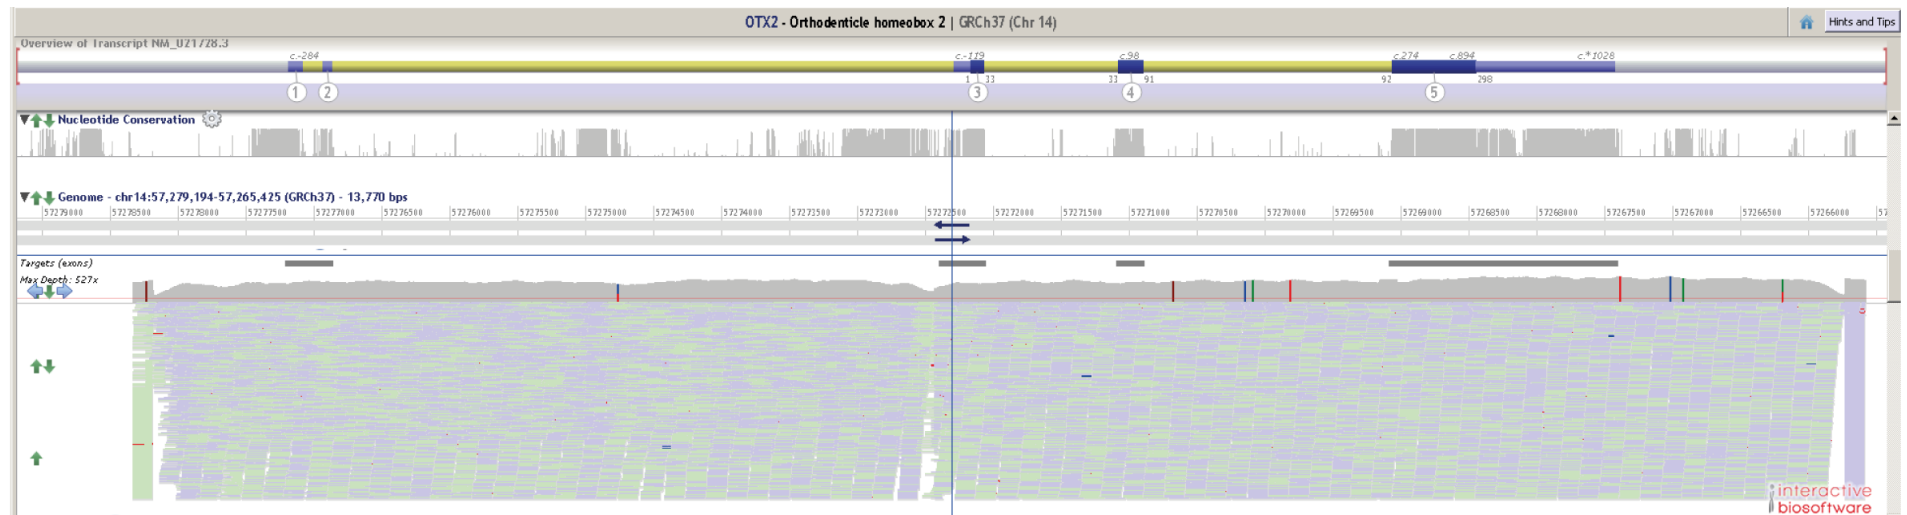 OTX2 - Orthodenticle homeobox 2 | GRCh37 (Chr 14)
Hints and Tips
Overview of Transcript NM_021728.3
c.-284 c.-119 c.98 c.274 c.894 c.*1028
1 33 33 91 92 298
1 2 3 4 5
Nucleotide Conservation
Genome - chr14:57,279,194-57,265,425 (GRCh37) - 13,770 bps
57279000 57278500 57278000 57277500 57277000 57276500 57276000 57275500 57275000 57274500 57274000 57273500 57273000 57272500 57272000 57271500 57271000 57270500 57270000 57269500 57269000 57268500 57268000 57267500 57267000 57266500 57266000 57
Targets (exons)
Max Depth: 527x
interactive
biosoftware